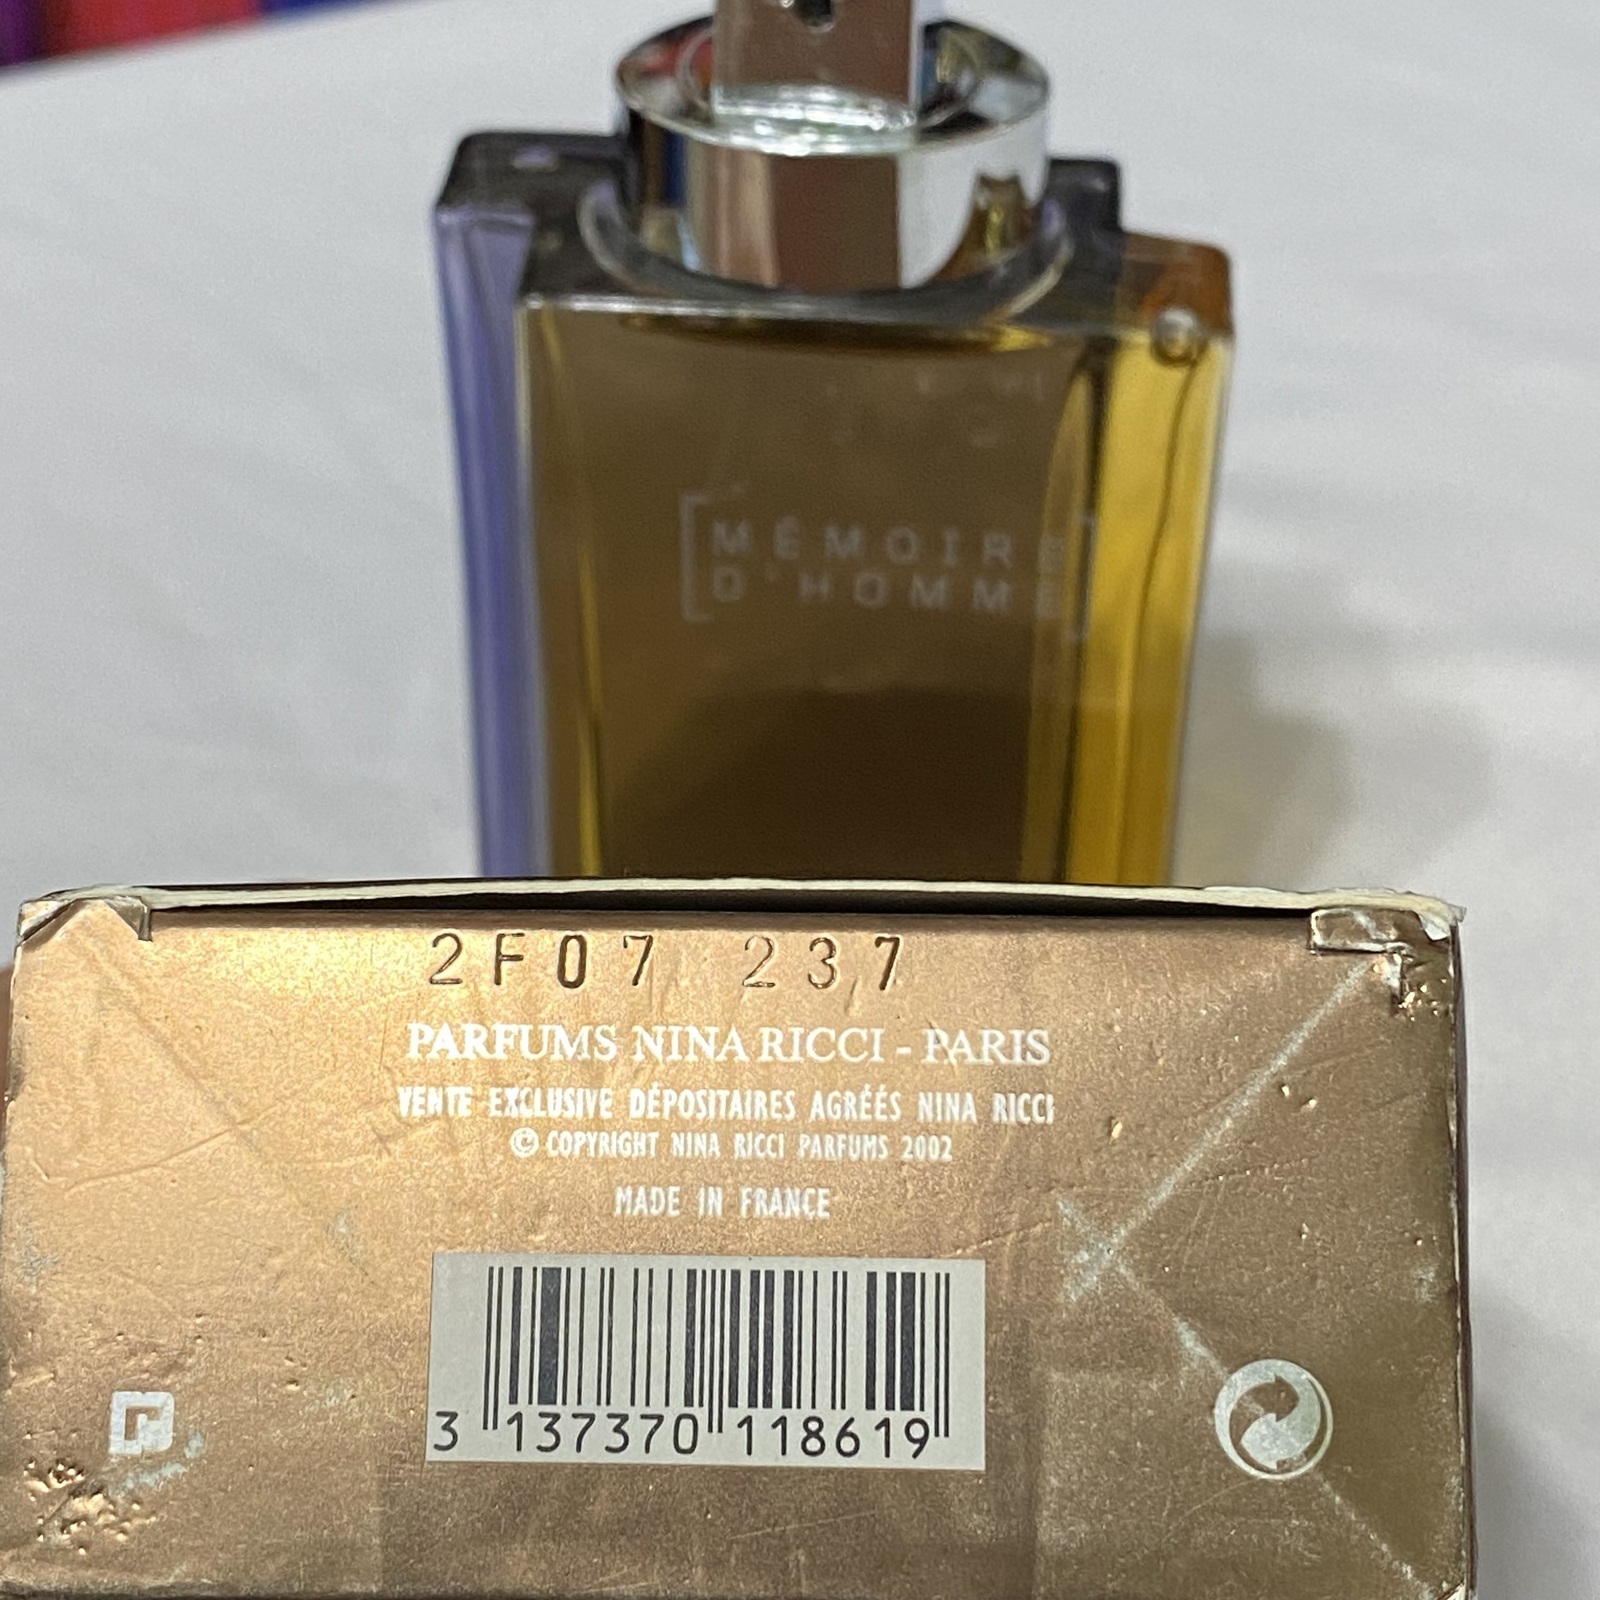 [MÉMOIRE
D'HOMME]
2F07 237
PARFUMS NINA RICCI - PARIS
VENTE EXCLUSIVE DÉPOSITAIRES AGRÉÉS NINA RICCI
© COPYRIGHT NINA RICCI PARFUMS 2002
MADE IN FRANCE
3 137370 118619